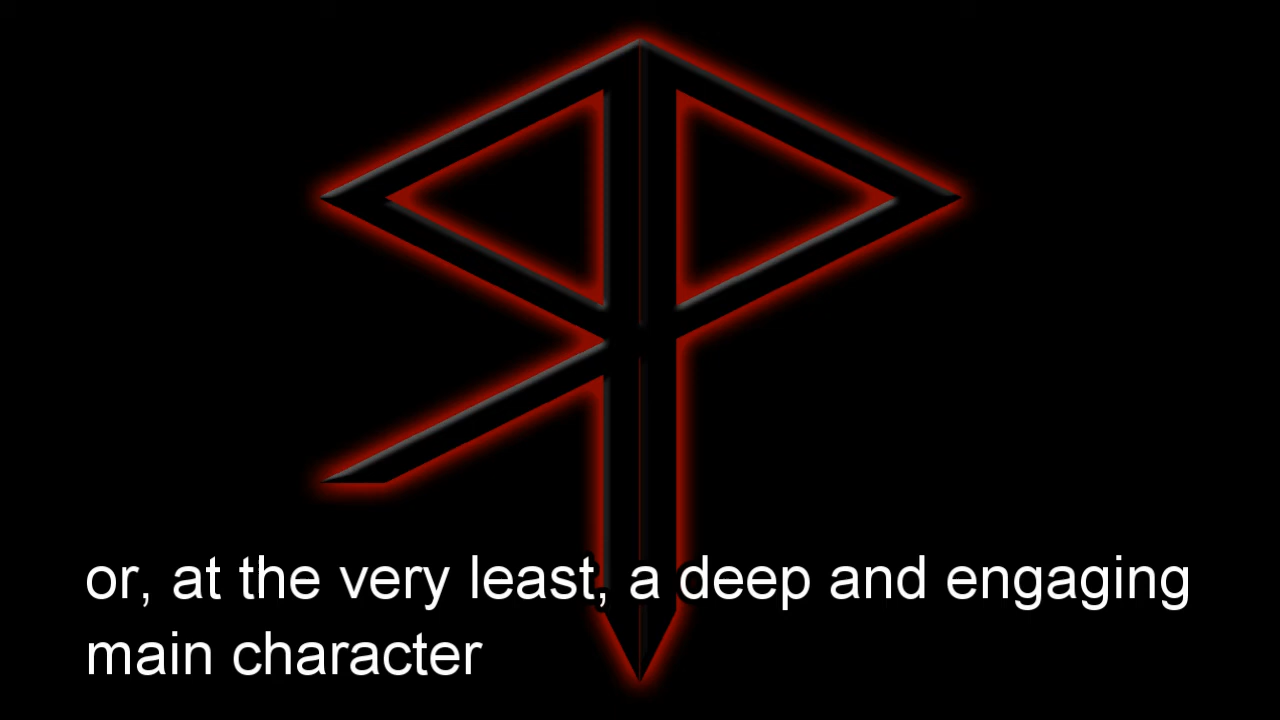 or, at the very least, a deep and engaging
main character